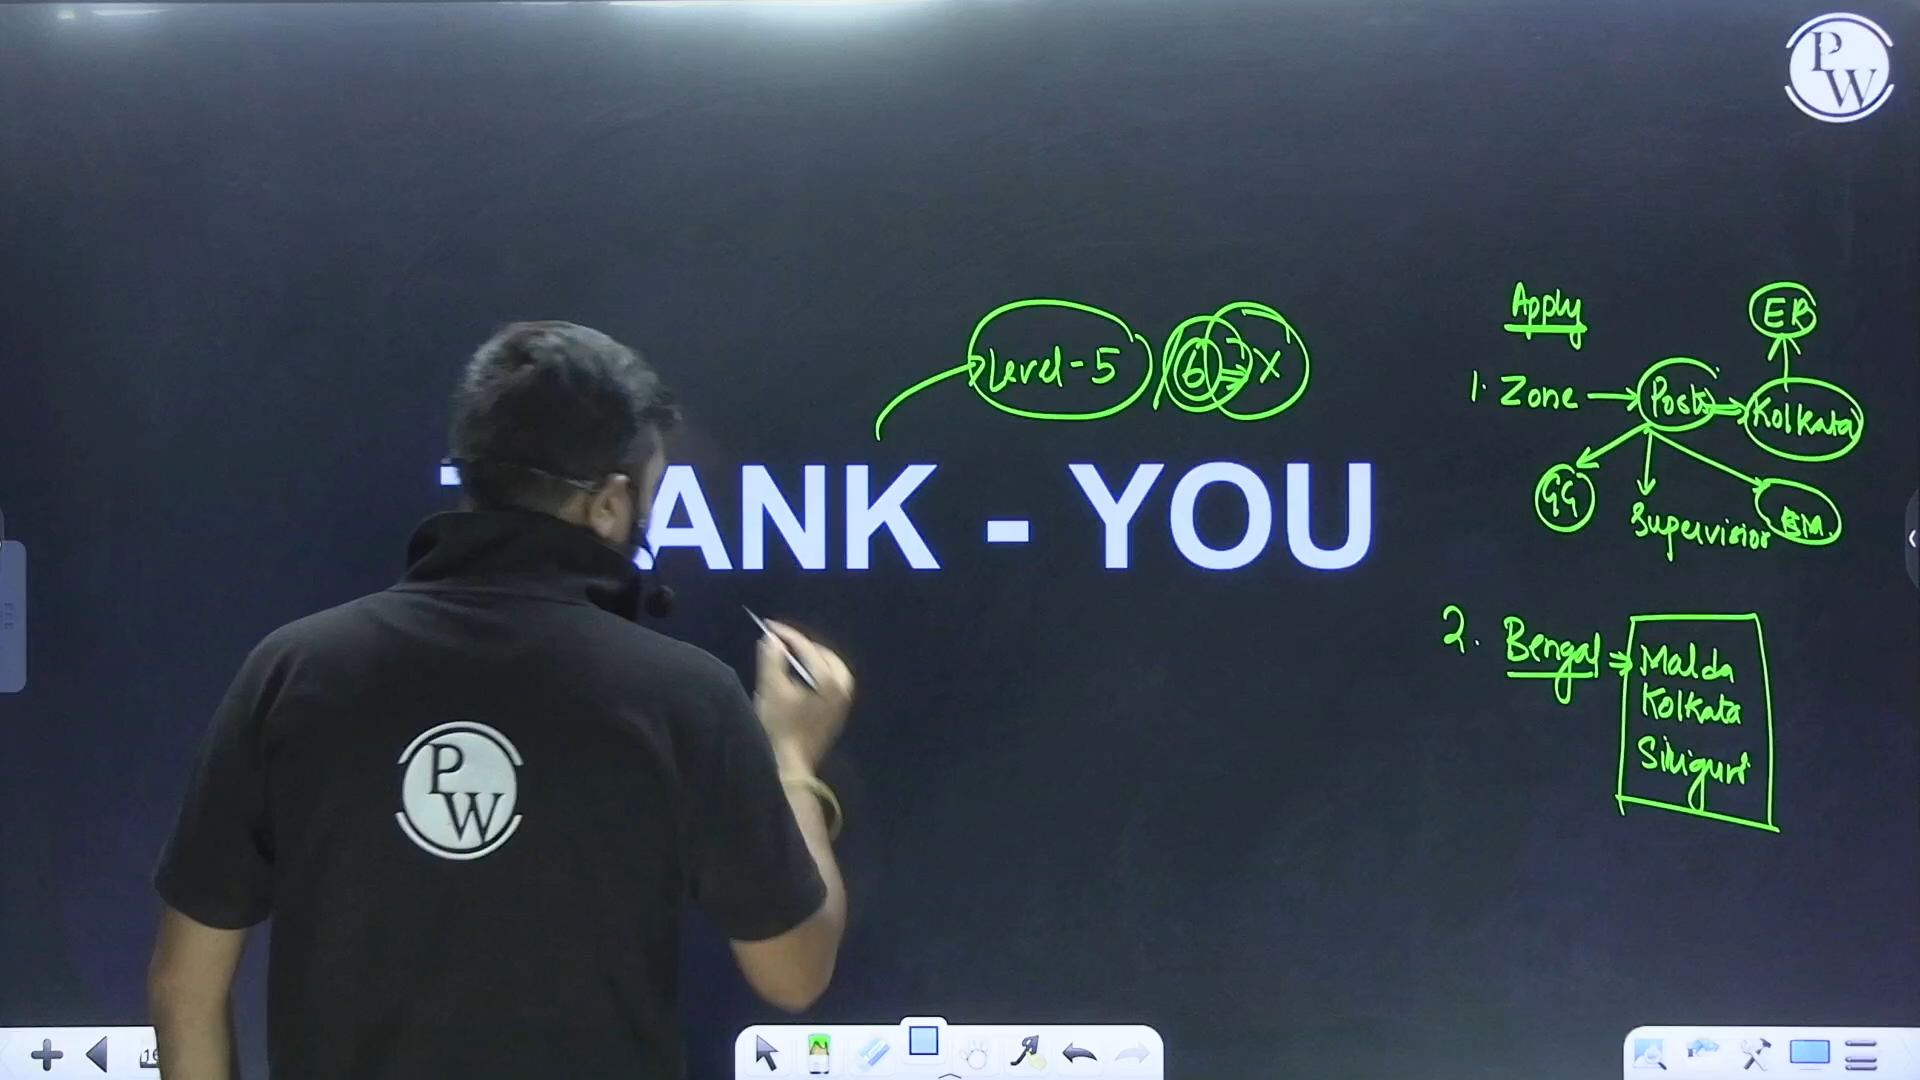 PW
Level-5 / 6 ⇒ X
Apply
ER
1. Zone → Posts ⇒ Kolkata
GG
Supervisior
SM
ANK - YOU
2. Bengal ⇒ Malda
Kolkata
Siliguri
PW